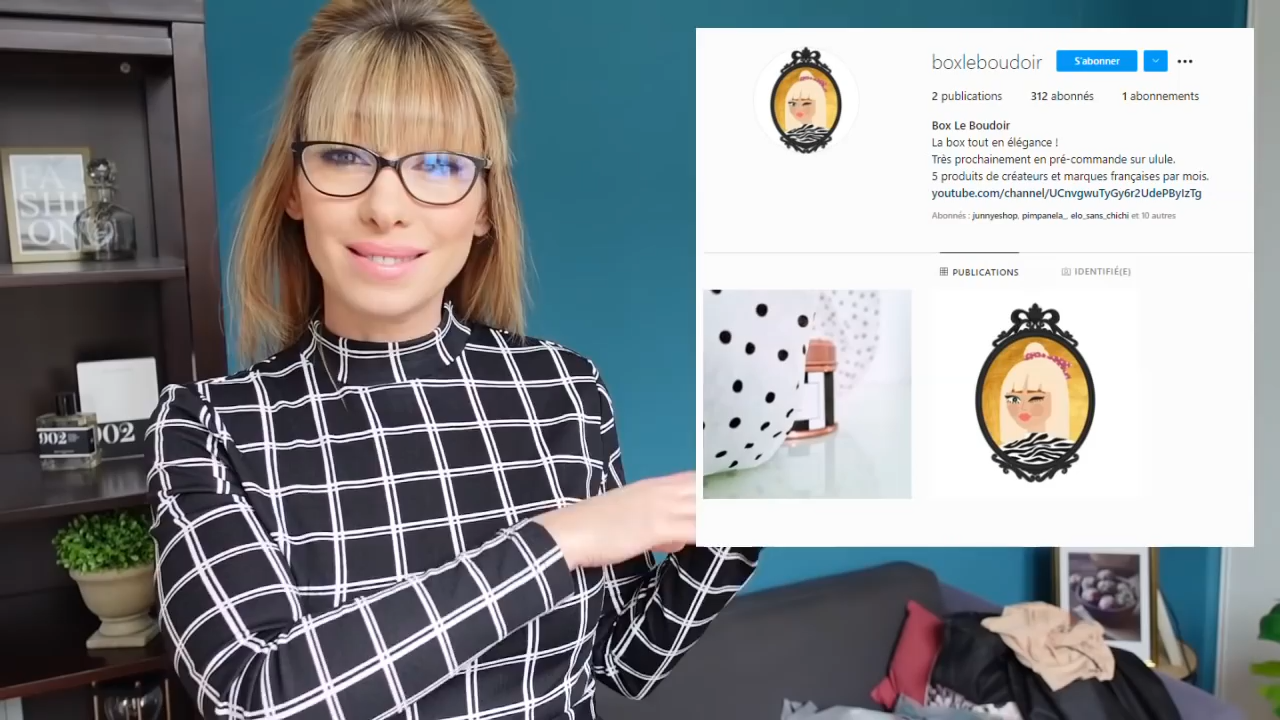 FA
SHI
ON
902
902
boxleboudoir S'abonner
2 publications 312 abonnés 1 abonnements
Box Le Boudoir
La box tout en élégance !
Très prochainement en pré-commande sur ulule.
5 produits de créateurs et marques françaises par mois.
youtube.com/channel/UCnvgwuTyGy6r2UdePByIzTg
Abonnés : junnyeshop, pimpanela_, elo_sans_chichi et 10 autres
PUBLICATIONS IDENTIFIÉ(E)